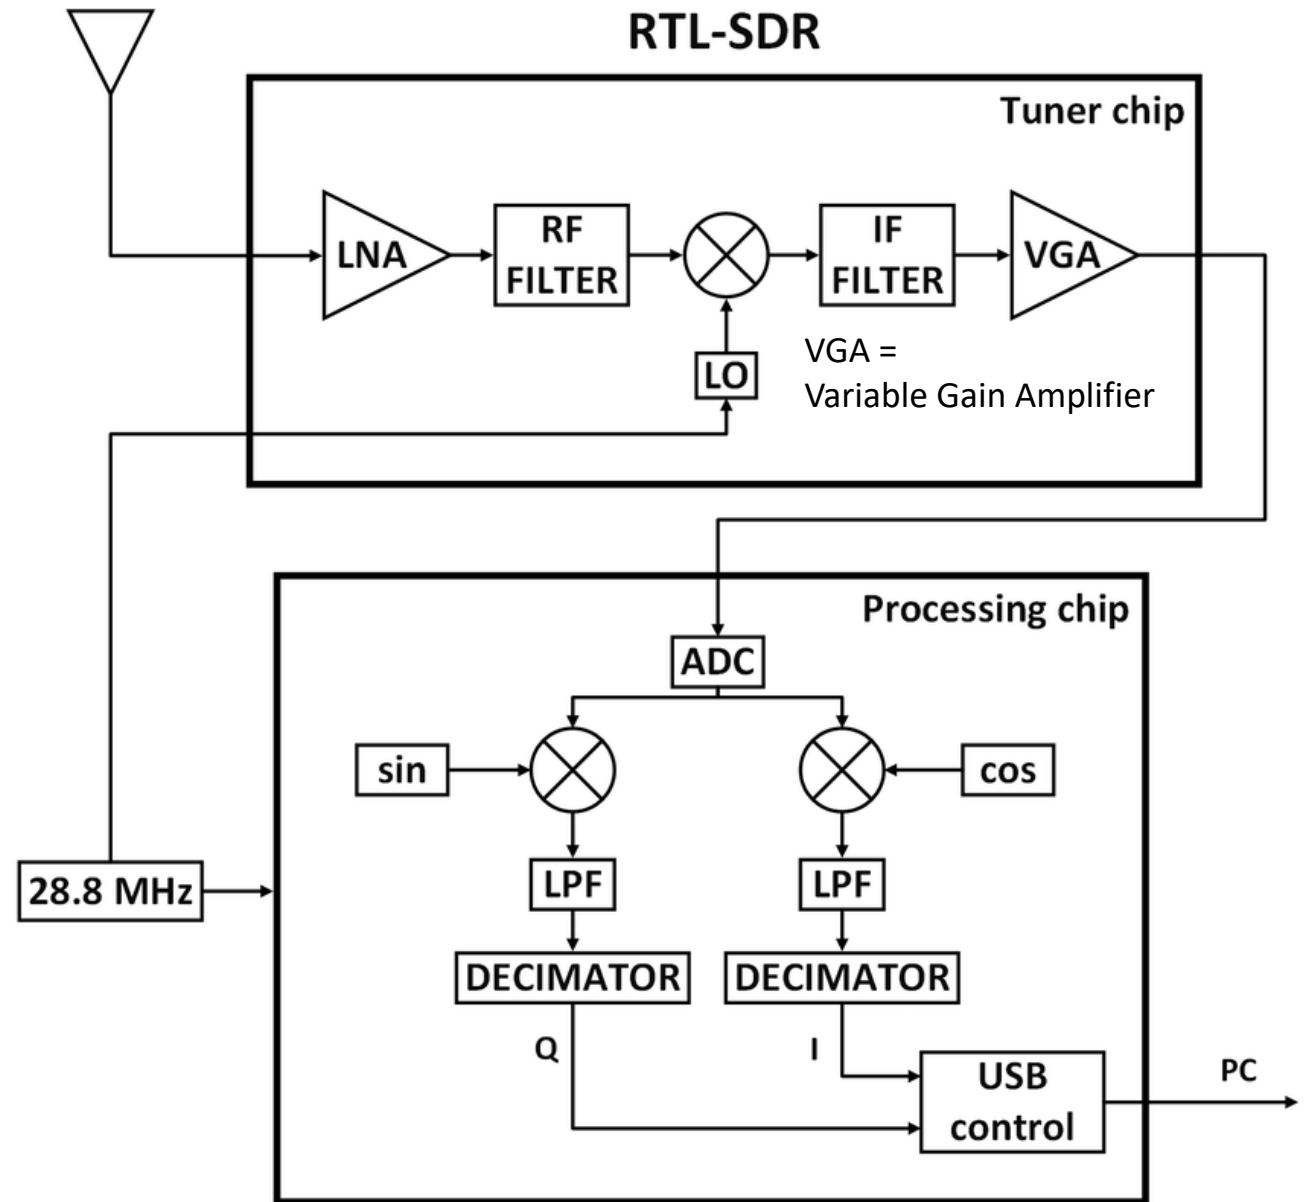 RTL-SDR
Tuner chip
LNA
RF
FILTER
IF
FILTER
VGA
LO
VGA =
Variable Gain Amplifier
Processing chip
ADC
sin
cos
28.8 MHz
LPF
LPF
DECIMATOR
DECIMATOR
Q
I
USB
control
PC